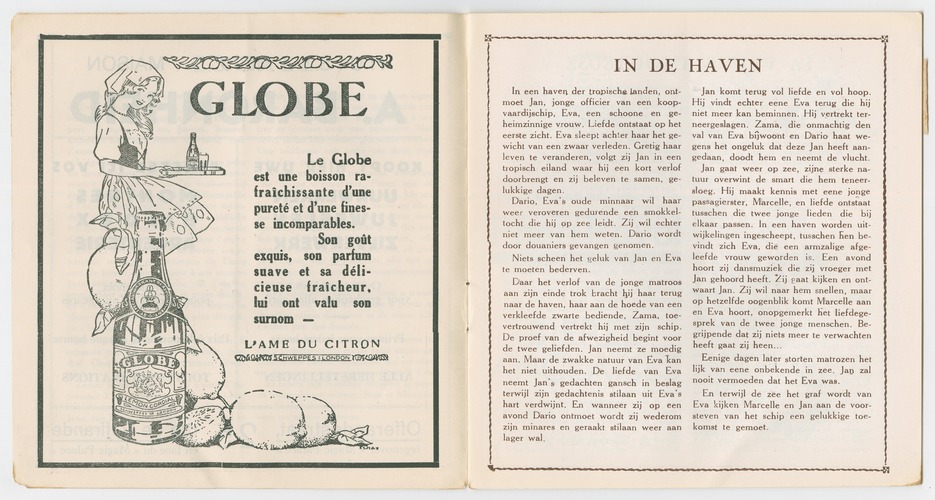 GLOBE
Le Globe
est une boisson ra-
fraîchissante d'une
pureté et d'une fines-
se incomparables.
Son goût
exquis, son parfum
suave et sa déli-
cieuse fraîcheur,
lui ont valu son
surnom —
L'AME DU CITRON
SCHWEPPES LONDON
GLOBE
IN DE HAVEN
In een haven der tropische landen, ont-
moet Jan, jonge officier van een koop-
vaardijschip, Eva, een schoone en ge-
heimzinnige vrouw. Liefde ontstaat op het
eerste zicht. Eva sleept achter haar het ge-
wicht van een zwaar verleden. Gretig haar
leven te veranderen, volgt zij Jan in een
tropisch eiland waar hij een kort verlof
doorbrengt en zij beleven te samen, ge-
lukkige dagen.
Dario, Eva's oude minnaar wil haar
weer veroveren gedurende een smokkel-
tocht die hij op zee leidt. Zij wil echter
niet meer van hem weten. Dario wordt
door douaniers gevangen genomen.
Niets scheen het geluk van Jan en Eva
te moeten bederven.
Daar het verlof van de jonge matroos
aan zijn einde trok bracht hij haar terug
naar de haven, haar aan de hoede van een
verkleefde zwarte bediende, Zama, toe-
vertrouwend vertrekt hij met zijn schip.
De proef van de afwezigheid begint voor
de twee geliefden. Jan neemt ze moedig
aan. Maar de zwakke natuur van Eva kan
het niet uithouden. De liefde van Eva
neemt Jan's gedachten gansch in beslag
terwijl zijn gedachtenis stilaan uit Eva's
hart verdwijnt. En wanneer zij op een
avond Dario ontmoet wordt zij wederom
zijn minares en geraakt stilaan weer aan
lager wal.
Jan komt terug vol liefde en vol hoop.
Hij vindt echter eene Eva terug die hij
niet meer kan beminnen. Hij vertrekt ter-
neergeslagen. Zama, die onmachtig den
val van Eva bijwoont en Dario haat we-
gens het ongeluk dat deze Jan heeft aan-
gedaan, doodt hem en neemt de vlucht.
Jan gaat weer op zee, zijne sterke na-
tuur overwint de smart die hem teneer-
sloeg. Hij maakt kennis met eene jonge
passagierster, Marcelle, en liefde ontstaat
tusschen die twee jonge lieden die bij
elkaar passen. In een haven worden uit-
wijkelingen ingescheept, tusschen hen be-
vindt zich Eva, die een armzalige afge-
leefde vrouw geworden is. Een avond
hoort zij dansmuziek die zij vroeger met
Jan gehoord heeft. Zij gaat kijken en ont-
waart Jan. Zij wil naar hem snellen, maar
op hetzelfde oogenblik komt Marcelle aan
en Eva hoort, onopgemerkt het liefdege-
sprek van de twee jonge menschen. Be-
grijpende dat zij niets meer te verwachten
heeft gaat zij heen...
Eenige dagen later storten matrozen het
lijk van eene onbekende in zee. Jan zal
nooit vermoeden dat het Eva was.
En terwijl de zee het graf wordt van
Eva kijken Marcelle en Jan aan de voor-
steven van het schip een gelukkige toe-
komst te gemoet.